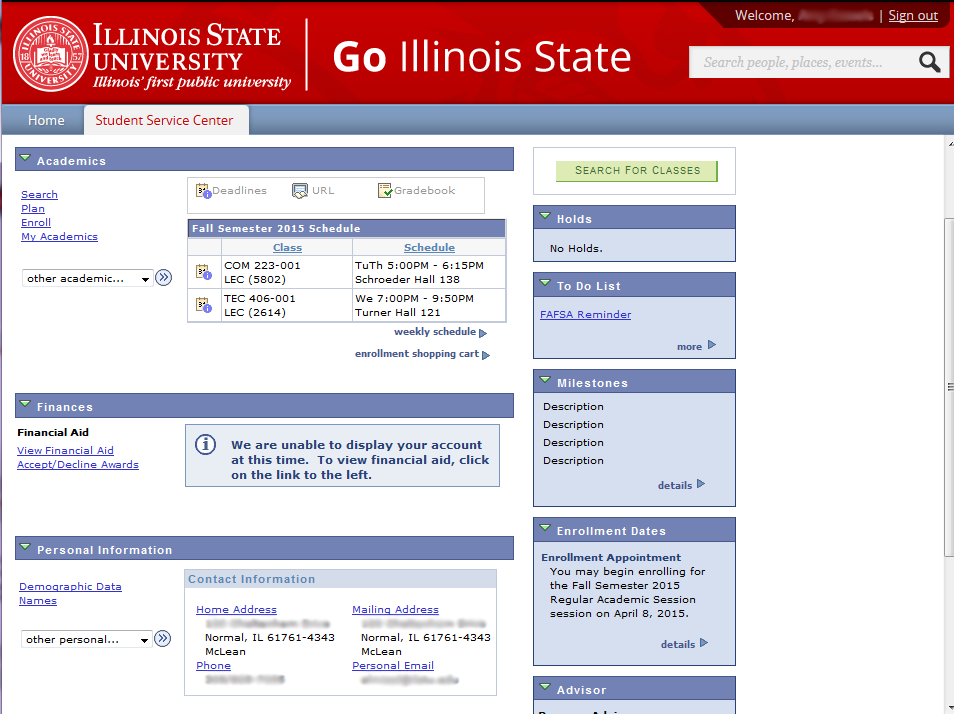 Welcome, | Sign out
ILLINOIS STATE
UNIVERSITY
Illinois' first public university
Go Illinois State
Search people, places, events...
Home
Student Service Center
Academics
Search
Plan
Enroll
My Academics
other academic...
Deadlines
URL
Gradebook
Fall Semester 2015 Schedule
Class Schedule
COM 223-001 TuTh 5:00PM - 6:15PM
LEC (5802) Schroeder Hall 138
TEC 406-001 We 7:00PM - 9:50PM
LEC (2614) Turner Hall 121
weekly schedule
enrollment shopping cart
Finances
Financial Aid
View Financial Aid
Accept/Decline Awards
We are unable to display your account
at this time. To view financial aid, click
on the link to the left.
Personal Information
Demographic Data
Names
other personal...
Contact Information
Home Address
Normal, IL 61761-4343
McLean
Phone
Mailing Address
Normal, IL 61761-4343
McLean
Personal Email
SEARCH FOR CLASSES
Holds
No Holds.
To Do List
FAFSA Reminder
more
Milestones
Description
Description
Description
Description
details
Enrollment Dates
Enrollment Appointment
You may begin enrolling for
the Fall Semester 2015
Regular Academic Session
session on April 8, 2015.
details
Advisor